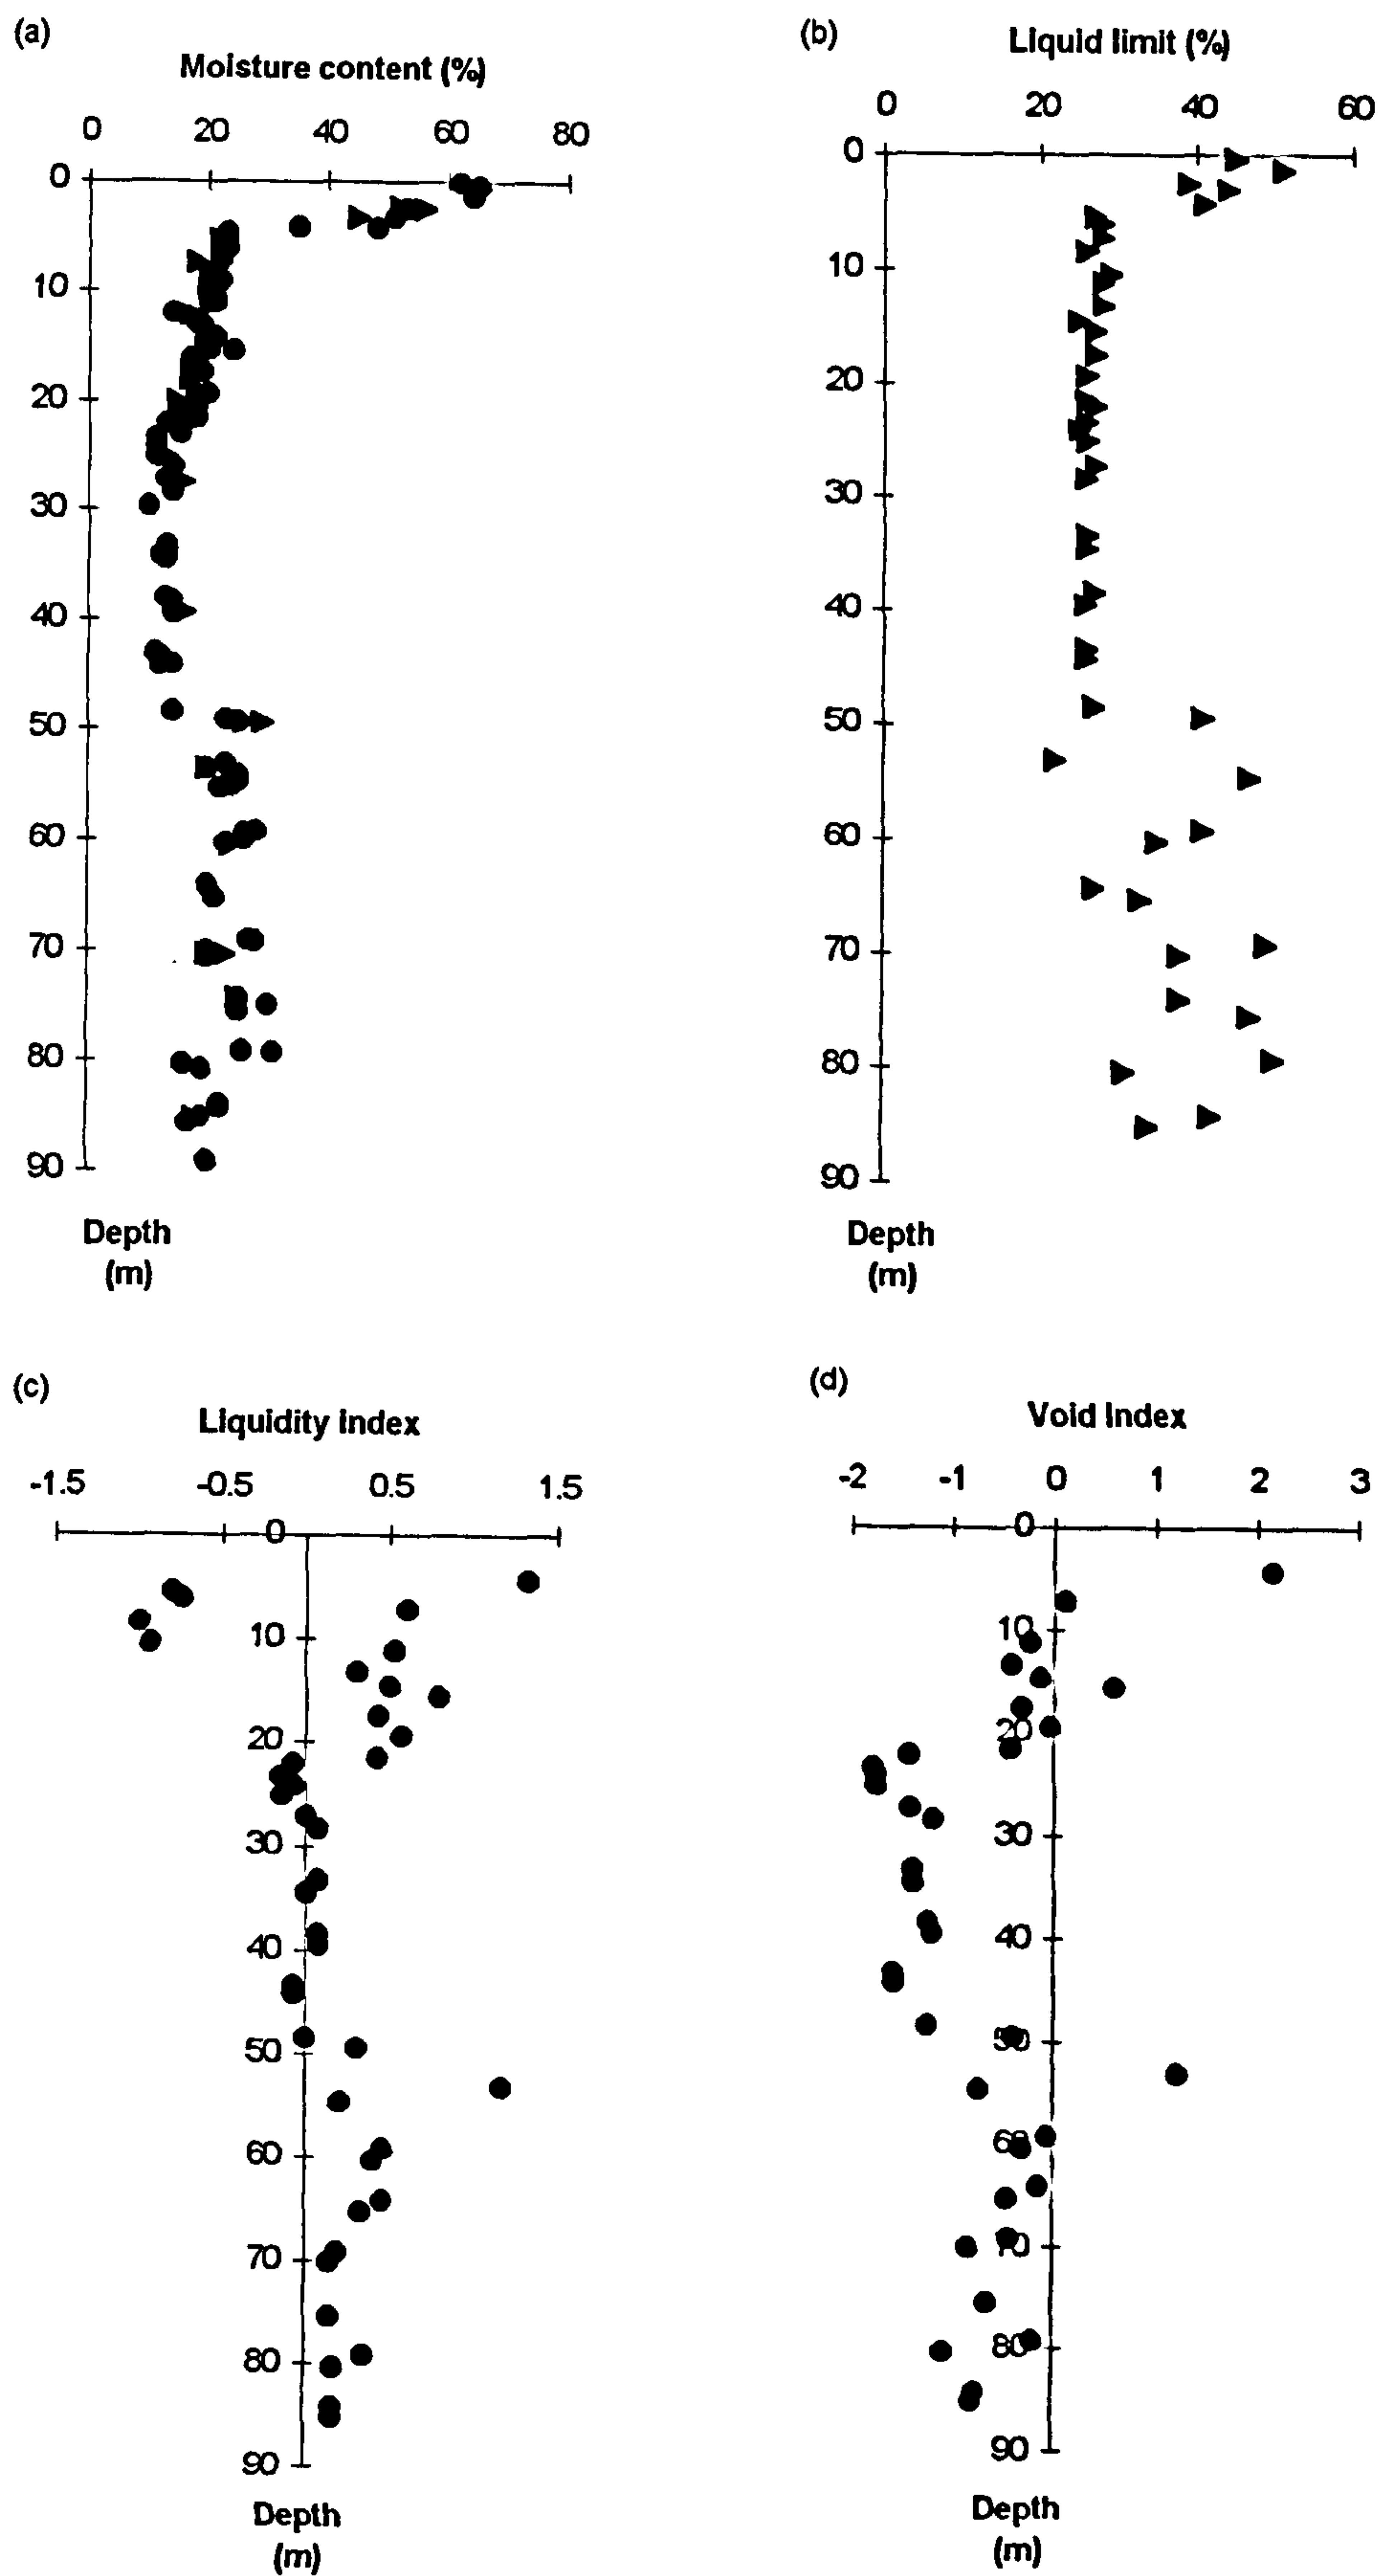 (a)
Moisture content (%)
0 20 40 60 80
0
10
20
30
40
50
60
70
80
90
Depth
(m)
(b)
Liquid limit (%)
0 20 40 60
0
10
20
30
40
50
60
70
80
90
Depth
(m)
(c)
Liquidity Index
-1.5 -0.5 0.5 1.5
0
10
20
30
40
50
60
70
80
90
Depth
(m)
(d)
Void Index
-2 -1 0 1 2 3
0
10
20
30
40
50
60
70
80
90
Depth
(m)